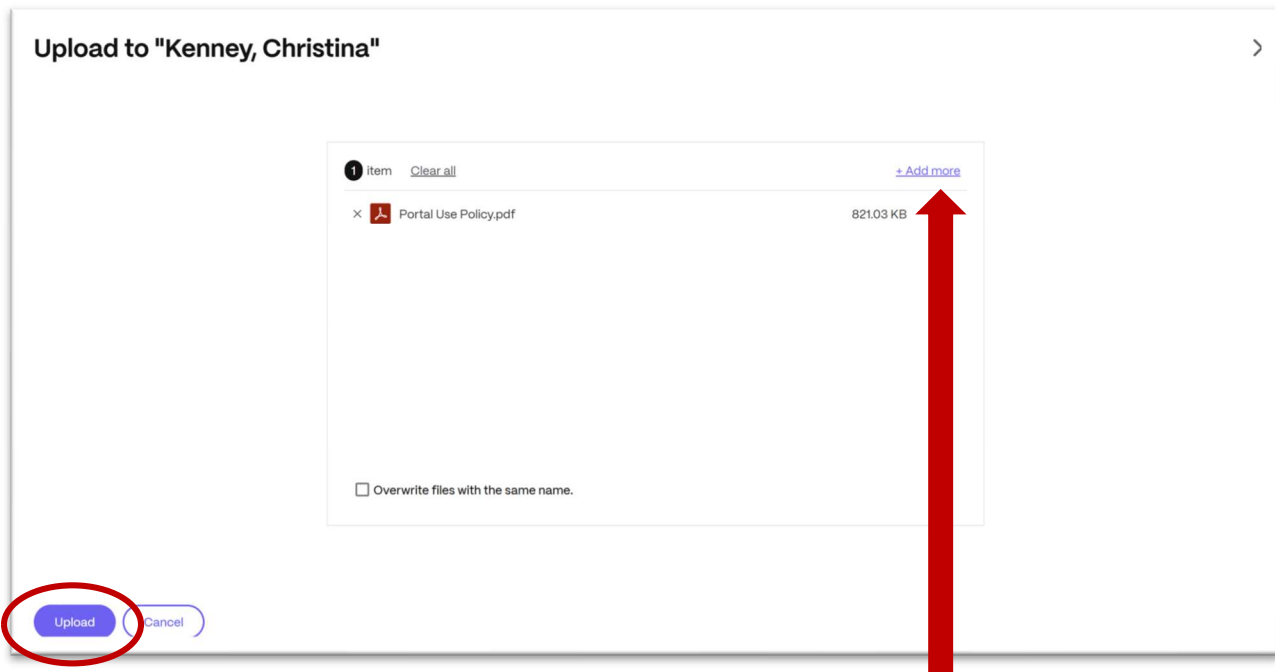 Upload to "Kenney, Christina"
1 item Clear all + Add more
Portal Use Policy.pdf 821.03 KB
Overwrite files with the same name.
Upload Cancel